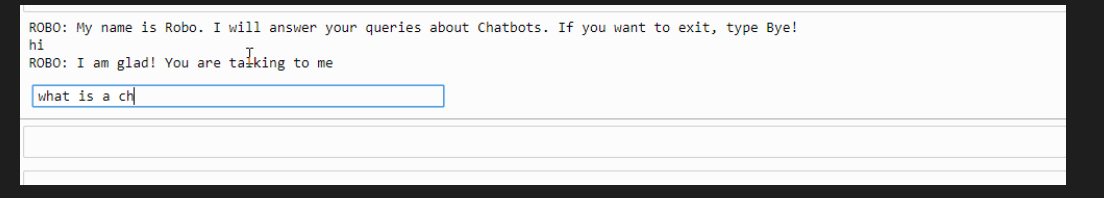 ROBO: My name is Robo. I will answer your queries about Chatbots. If you want to exit, type Bye!
hi
ROBO: I am glad! You are talking to me
what is a ch